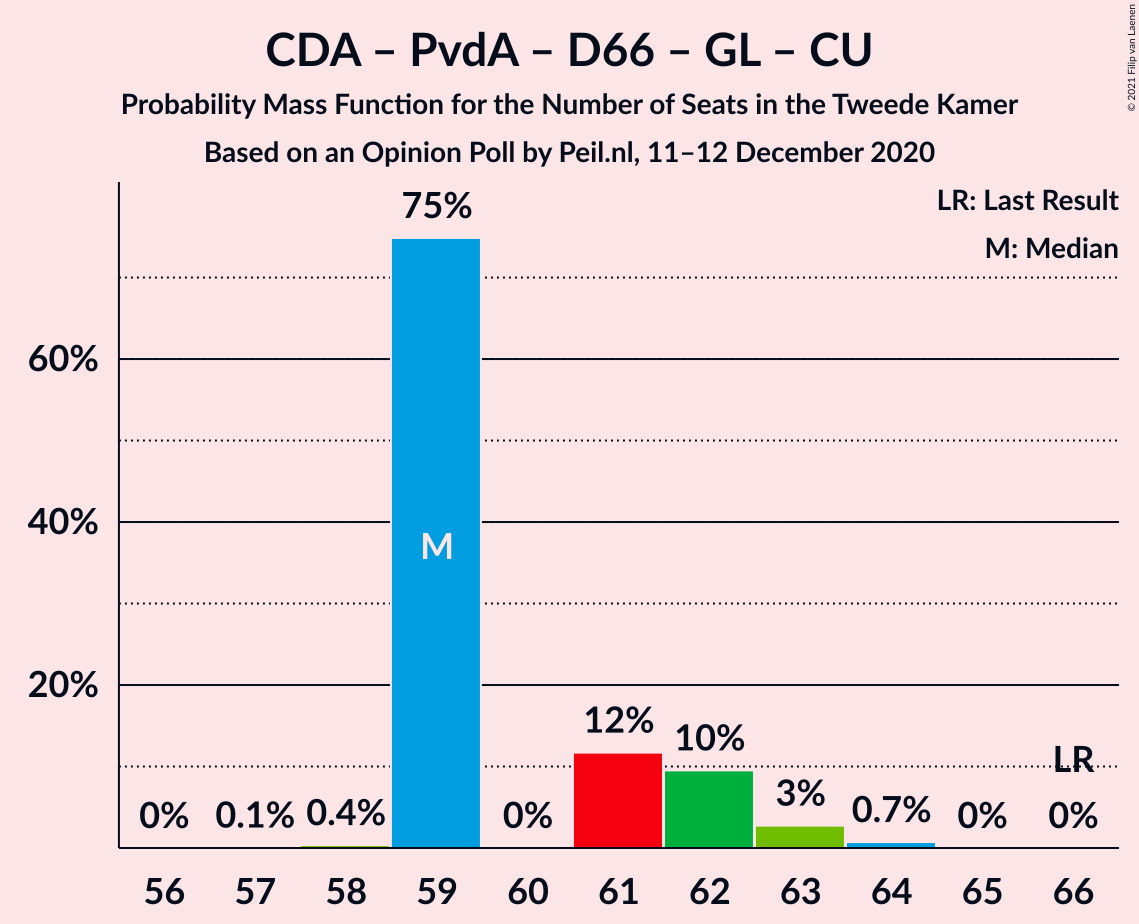 CDA – PvdA – D66 – GL – CU
Probability Mass Function for the Number of Seats in the Tweede Kamer
Based on an Opinion Poll by Peil.nl, 11–12 December 2020
© 2021 Filip van Laenen
LR: Last Result
M: Median
75%
60%
40%
M
20%
12%
10%
LR
0%
0.1%
0.4%
0%
3%
0.7%
0%
0%
56 57 58 59 60 61 62 63 64 65 66